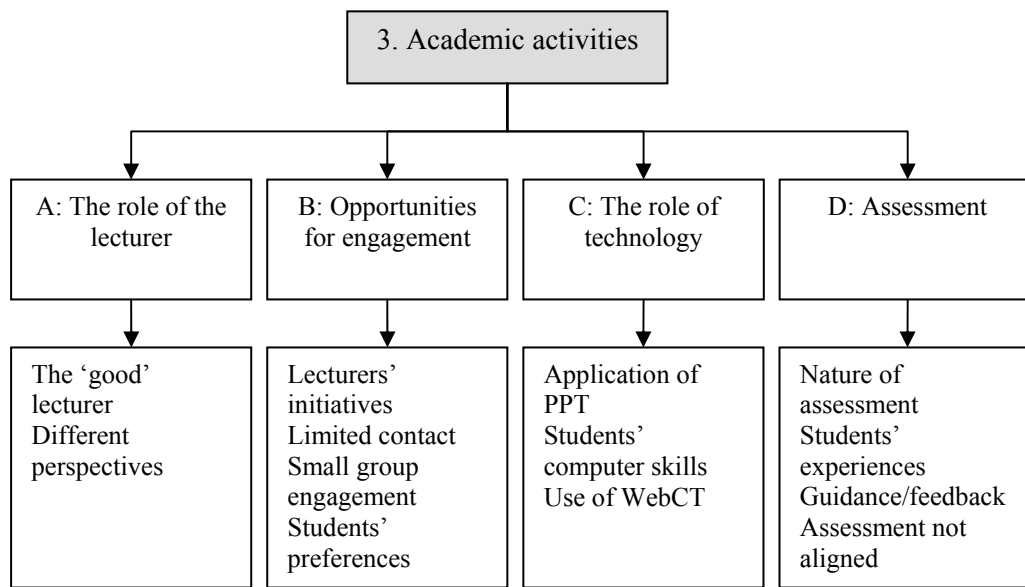 3. Academic activities
A: The role of the
lecturer
B: Opportunities
for engagement
C: The role of
technology
D: Assessment
The ‘good’
lecturer
Different
perspectives
Lecturers’
initiatives
Limited contact
Small group
engagement
Students’
preferences
Application of
PPT
Students’
computer skills
Use of WebCT
Nature of
assessment
Students’
experiences
Guidance/feedback
Assessment not
aligned